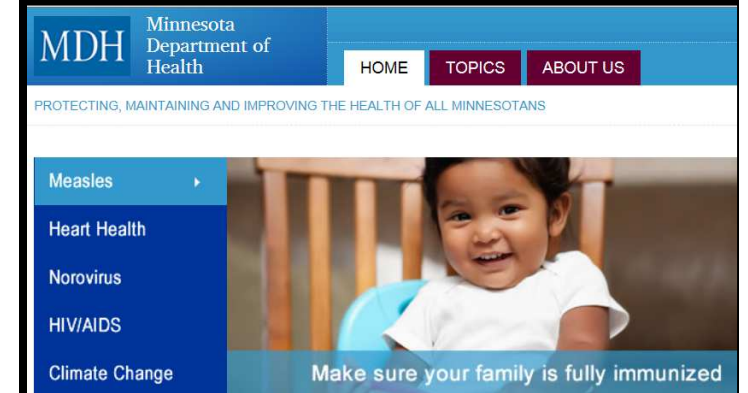 MDH
Minnesota
Department of
Health
HOME TOPICS ABOUT US
PROTECTING, MAINTAINING AND IMPROVING THE HEALTH OF ALL MINNESOTANS
Measles
Heart Health
Norovirus
HIV/AIDS
Climate Change
Make sure your family is fully immunized